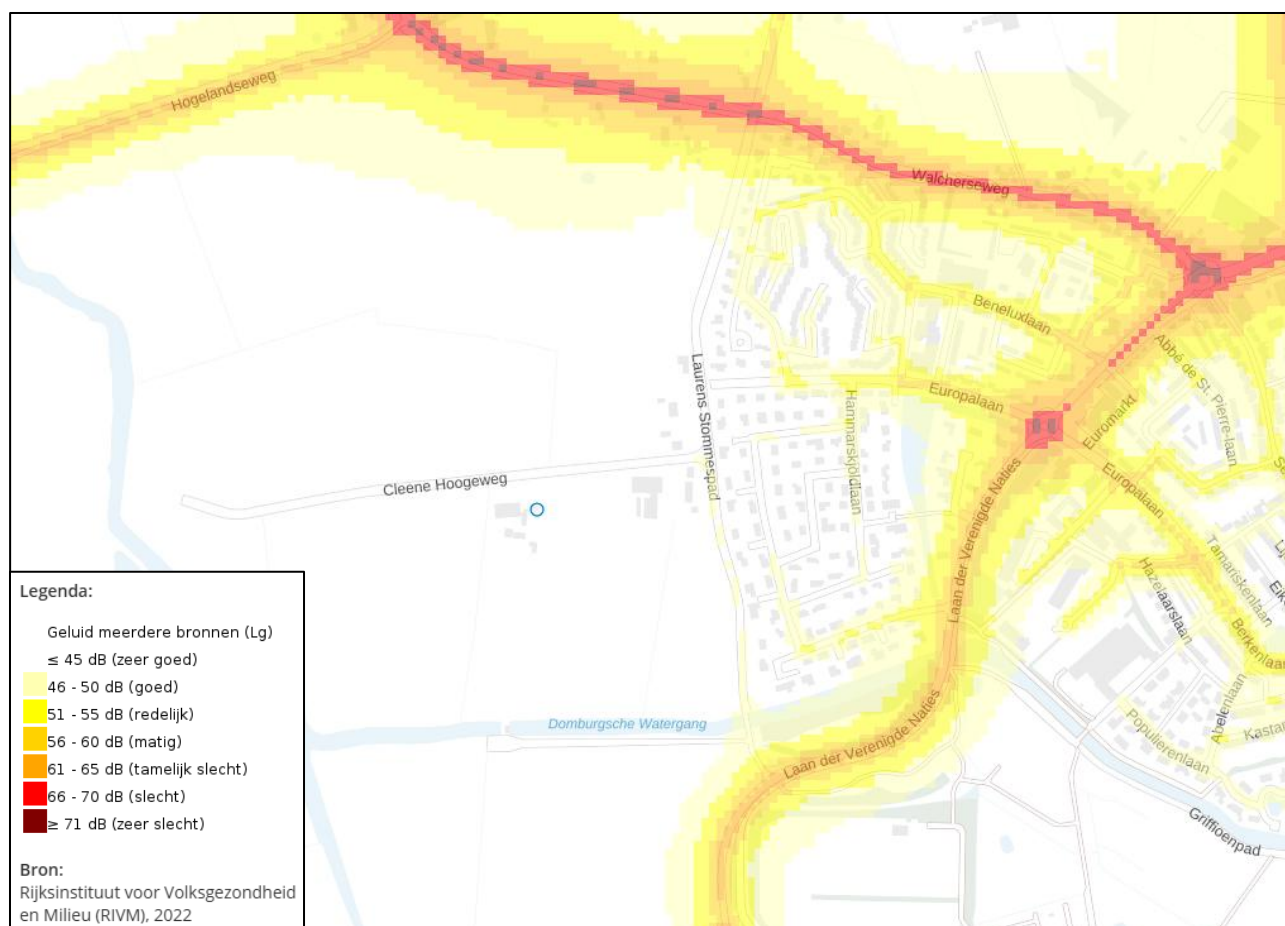 Hogelandseweg
Walcherseweg
Beneluxlaan
Abbé de St. Pierre-laan
Laurens Stommespad
Europalaan
Hammarskjöldlaan
Euromarkt
Cleene Hoogeweg
Europalaan
Laan der Verenigde Naties
Tamariskenlaan
Hazelaarslaan
Berkenlaan
Legenda:
Geluid meerdere bronnen (Lg)
≤ 45 dB (zeer goed)
46 - 50 dB (goed)
51 - 55 dB (redelijk)
56 - 60 dB (matig)
61 - 65 dB (tamelijk slecht)
66 - 70 dB (slecht)
≥ 71 dB (zeer slecht)
Bron:
Rijksinstituut voor Volksgezondheid
en Milieu (RIVM), 2022
Domburgsche Watergang
Laan der Verenigde Naties
Abelenlaan
Populierenlaan
Kasta
Griffioenpad